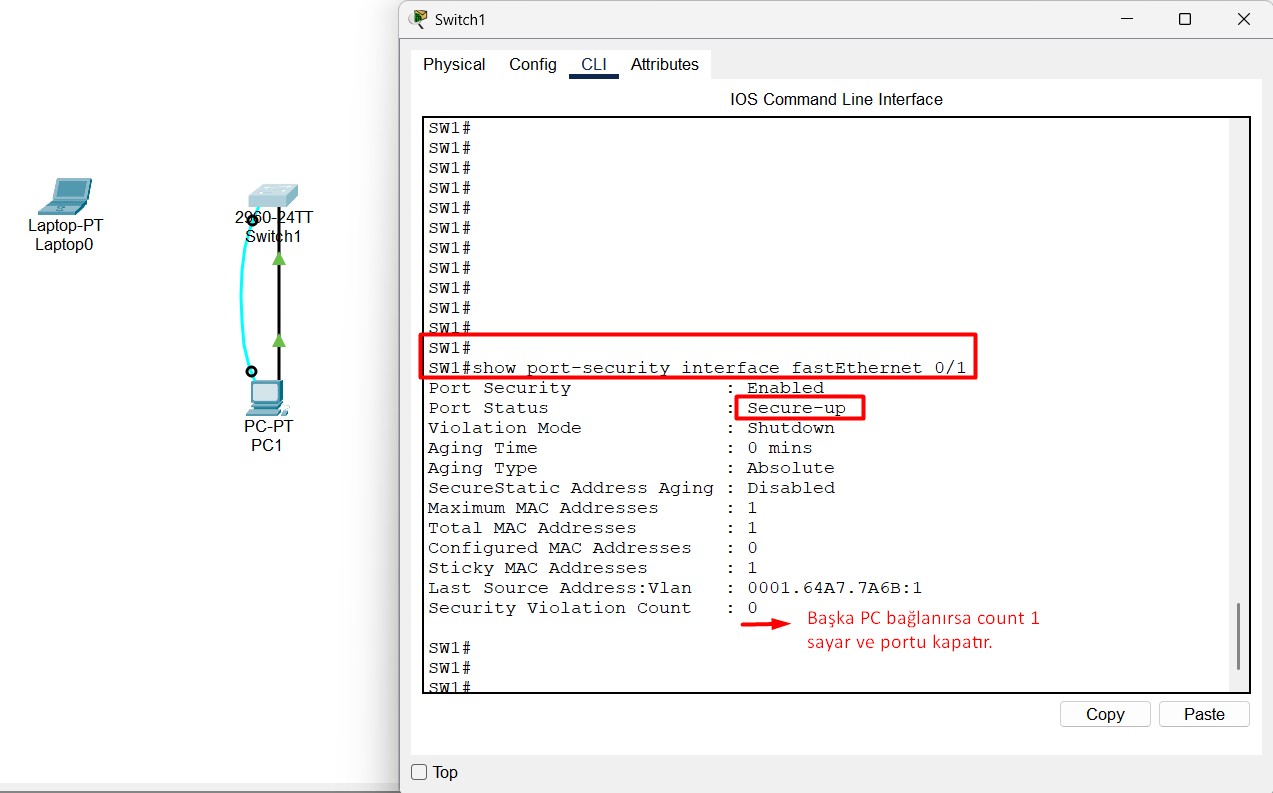 Switch1
Physical Config CLI Attributes
IOS Command Line Interface
SW1#
SW1#
SW1#
SW1#
SW1#
SW1#
SW1#
SW1#
SW1#
SW1#
SW1#
SW1#
SW1#show port-security interface fastEthernet 0/1
Port Security : Enabled
Port Status : Secure-up
Violation Mode : Shutdown
Aging Time : 0 mins
Aging Type : Absolute
SecureStatic Address Aging : Disabled
Maximum MAC Addresses : 1
Total MAC Addresses : 1
Configured MAC Addresses : 0
Sticky MAC Addresses : 1
Last Source Address:Vlan : 0001.64A7.7A6B:1
Security Violation Count : 0
Başka PC bağlanırsa count 1
sayar ve portu kapatır.
SW1#
SW1#
SW1#
Copy Paste
Top
Laptop-PT
Laptop0
2960-24TT
Switch1
PC-PT
PC1